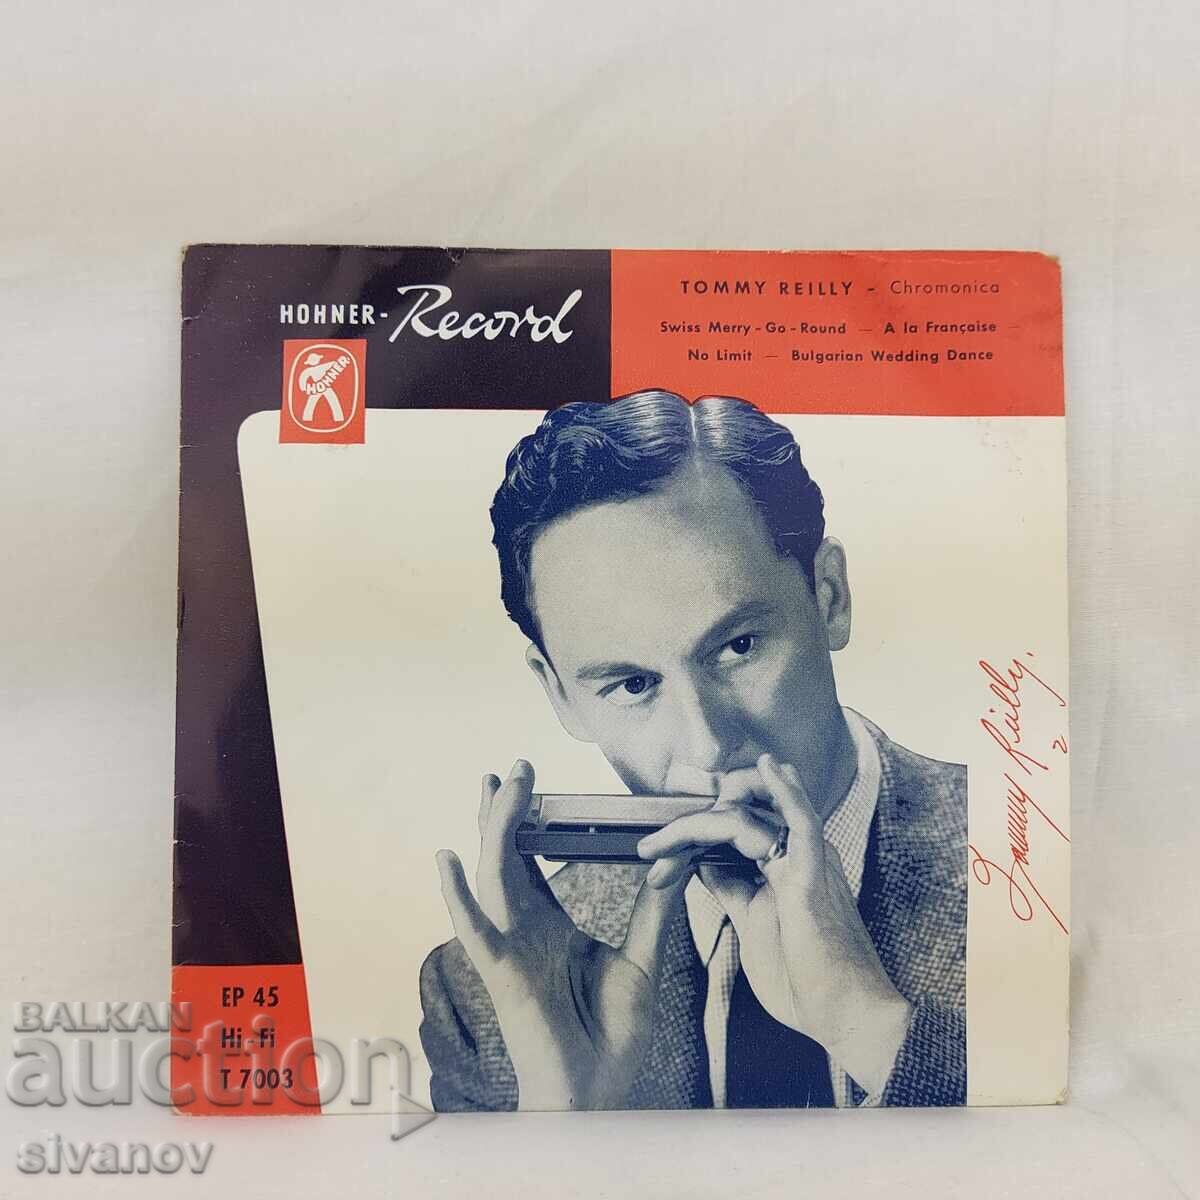 HOHNER-Record
HOHNER
TOMMY REILLY - Chromonica
Swiss Merry-Go-Round — A la Française —
No Limit — Bulgarian Wedding Dance
Tommy Reilly.
EP 45
Hi-Fi
T 7003
BALKAN
auction
sivanov